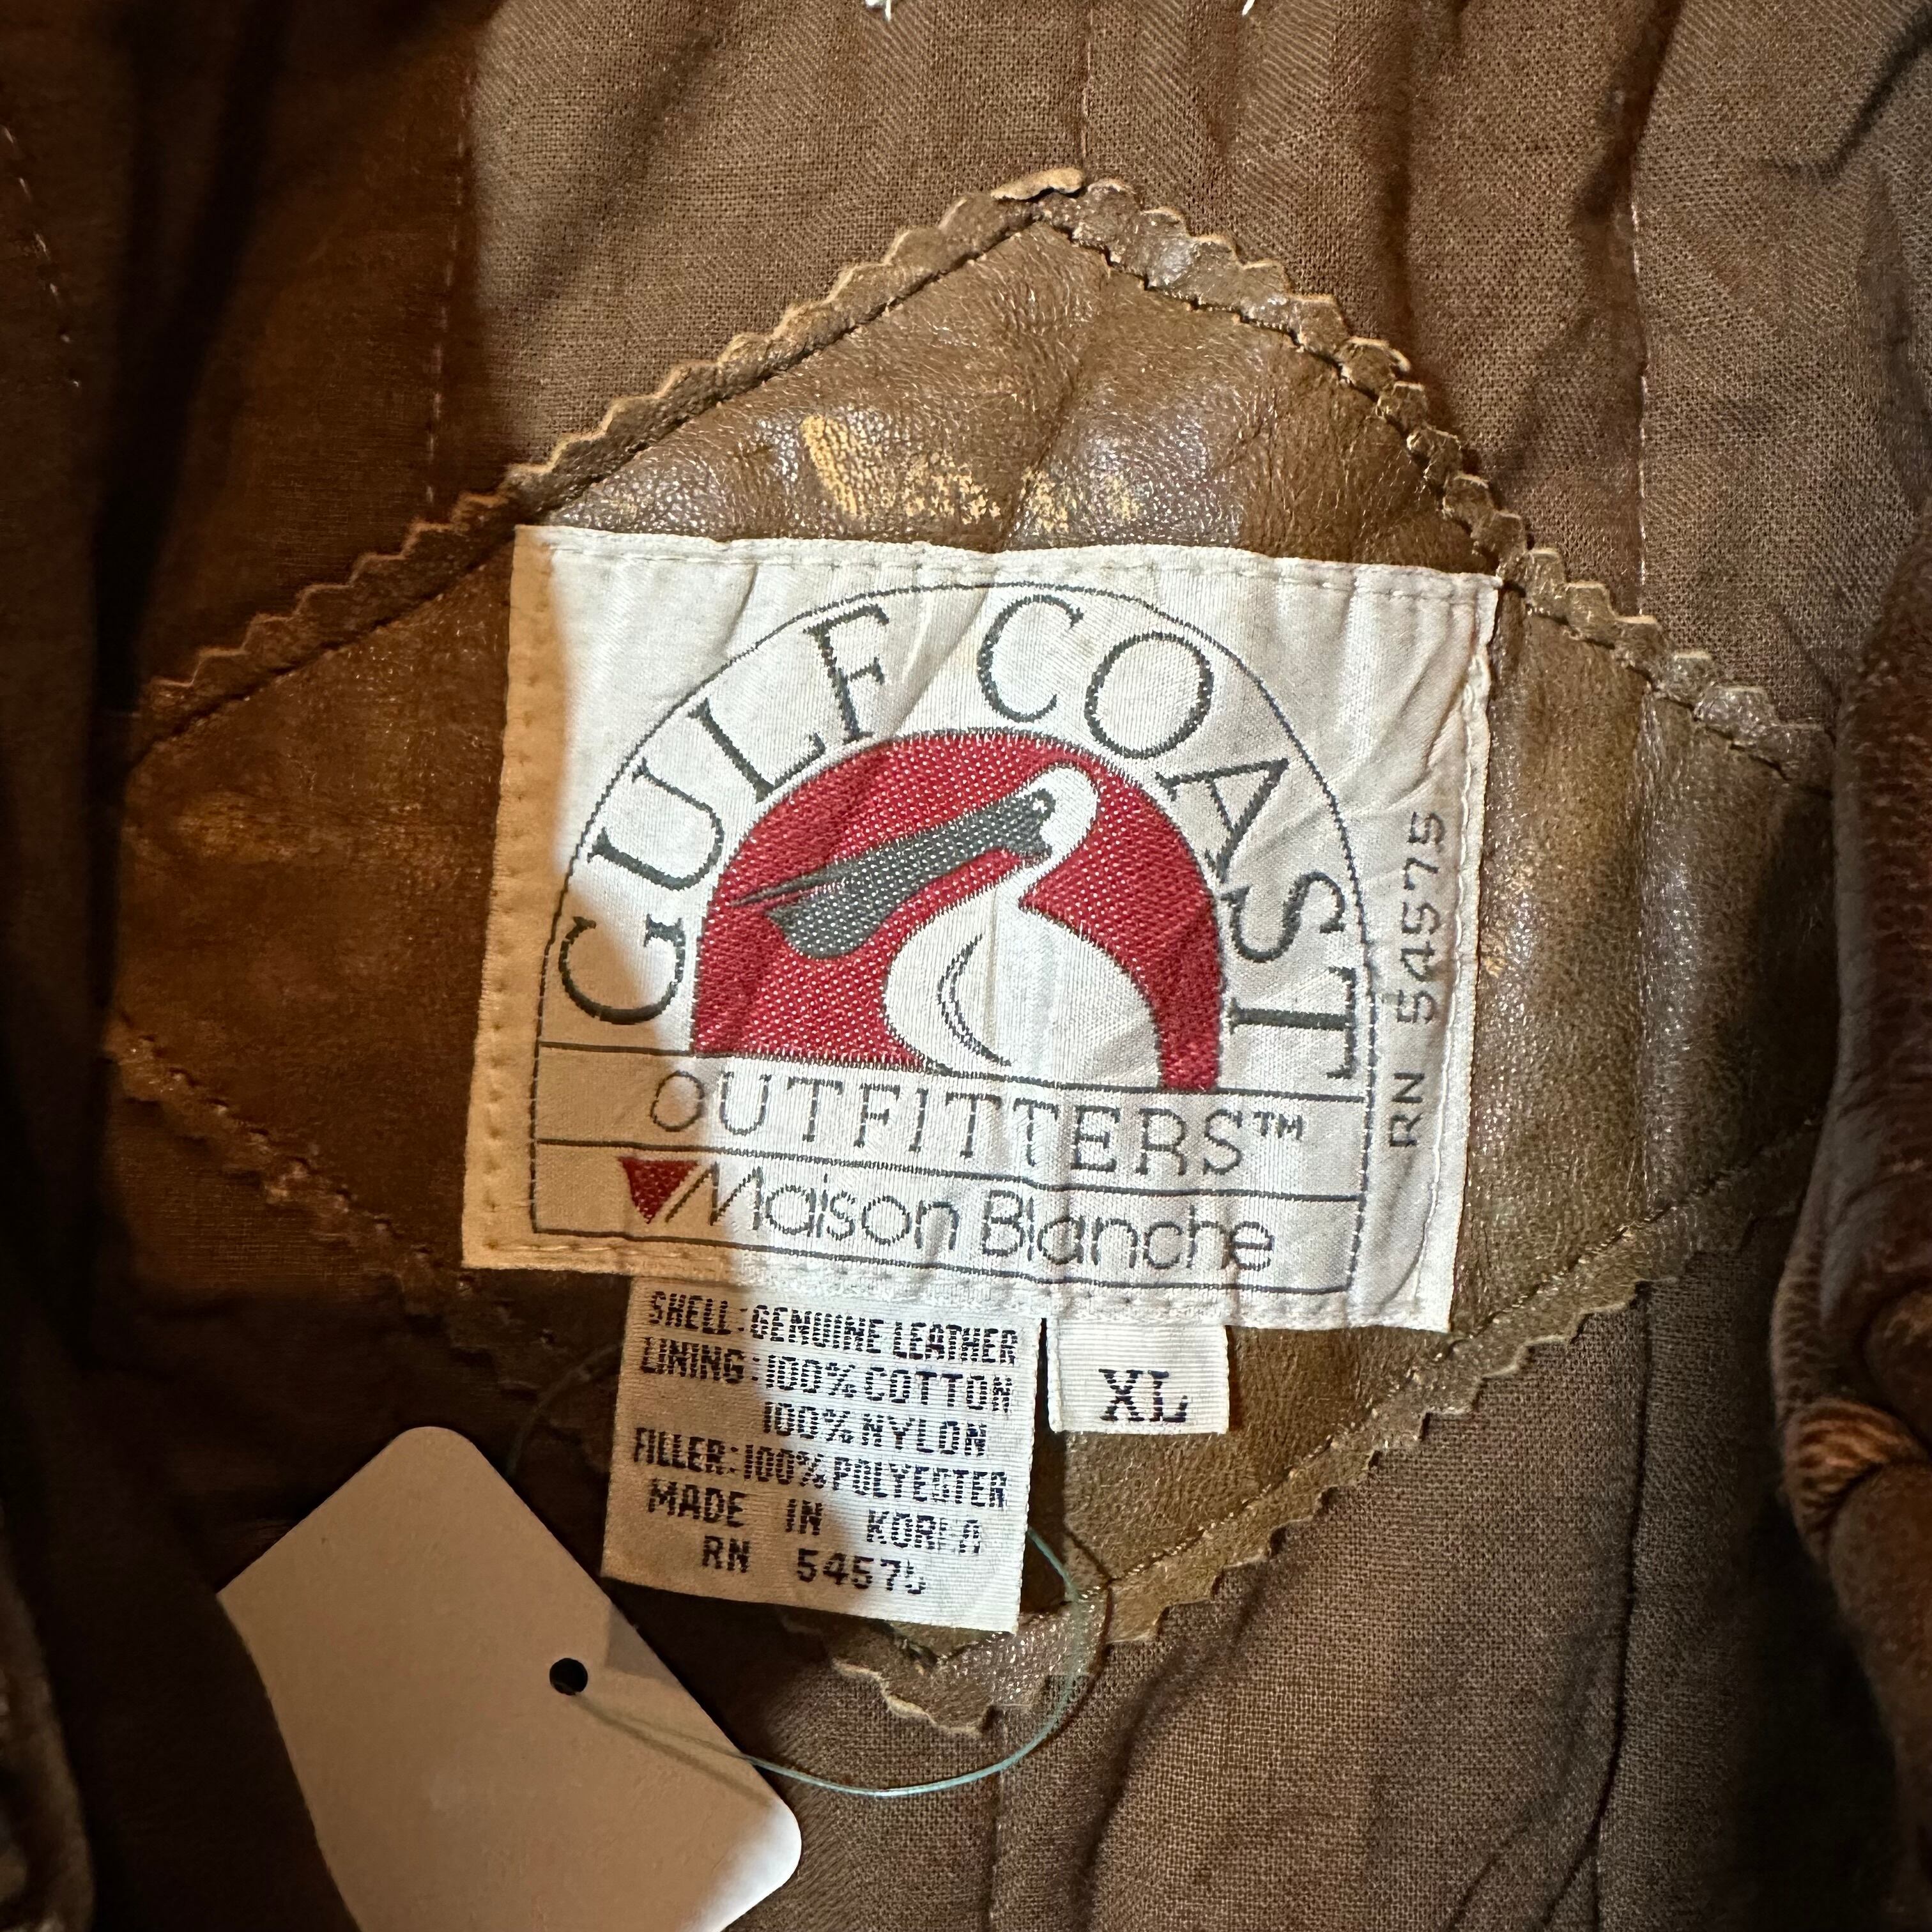 GULF COAST
OUTFITTERS™
Maison Blanche
RN 54575
SHELL: GENUINE LEATHER
LINING: 100% COTTON
100% NYLON
FILLER: 100% POLYESTER
MADE IN KOREA
RN 54575
XL